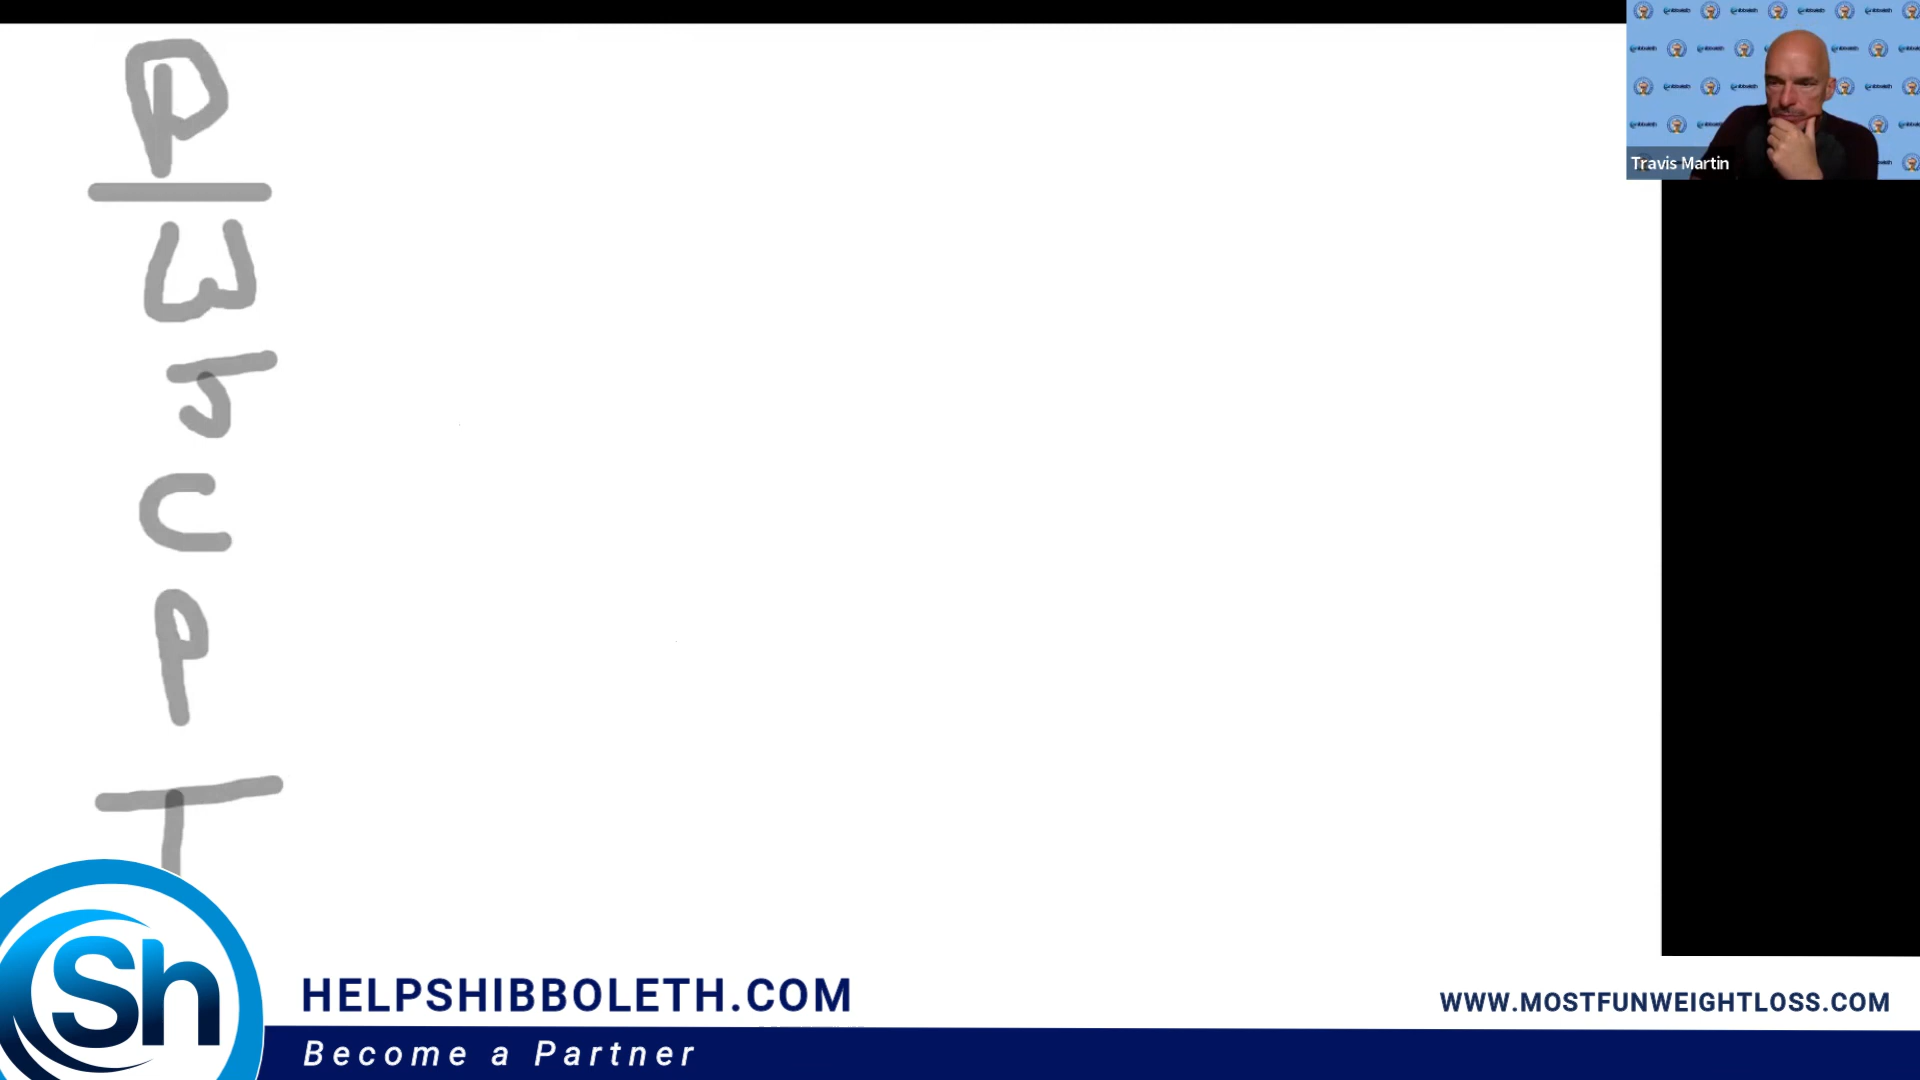 P
W
C
P
T
Travis Martin
Sh
HELPSHIBBOLETH.COM
Become a Partner
WWW.MOSTFUNWEIGHTLOSS.COM